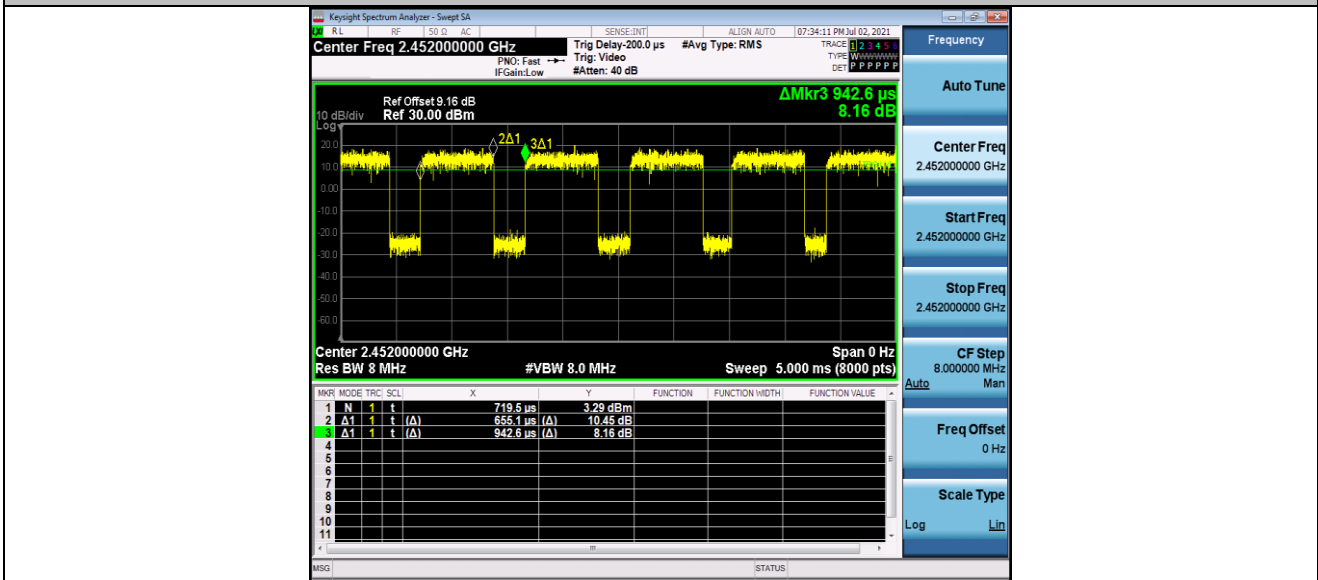 Keysight Spectrum Analyzer - Swept SA
RL RF 50 Ω AC SENSE:INT ALIGN AUTO 07:34:11 PM Jul 02, 2021
Center Freq 2.452000000 GHz Trig Delay-200.0 µs #Avg Type: RMS TRACE 1 2 3 4 5 6
PNO: Fast Trig: Video TYPE WWWWWW
IFGain:Low #Atten: 40 dB DET P P P P P P
ΔMkr3 942.6 µs
8.16 dB
Ref Offset 9.16 dB
10 dB/div Ref 30.00 dBm
Log
2Δ1 3Δ1
20.0
10.0
0.00
-10.0
-20.0
-30.0
-40.0
-50.0
-60.0
Center 2.452000000 GHz Span 0 Hz
Res BW 8 MHz #VBW 8.0 MHz Sweep 5.000 ms (8000 pts)
MKR MODE TRC SCL X Y FUNCTION FUNCTION WIDTH FUNCTION VALUE
1 N 1 t 719.5 µs 3.29 dBm
2 Δ1 1 t (Δ) 655.1 µs (Δ) 10.45 dB
3 Δ1 1 t (Δ) 942.6 µs (Δ) 8.16 dB
4
5
6
7
8
9
10
11
MSG STATUS
Frequency
Auto Tune
Center Freq
2.452000000 GHz
Start Freq
2.452000000 GHz
Stop Freq
2.452000000 GHz
CF Step
8.000000 MHz
Auto Man
Freq Offset
0 Hz
Scale Type
Log Lin